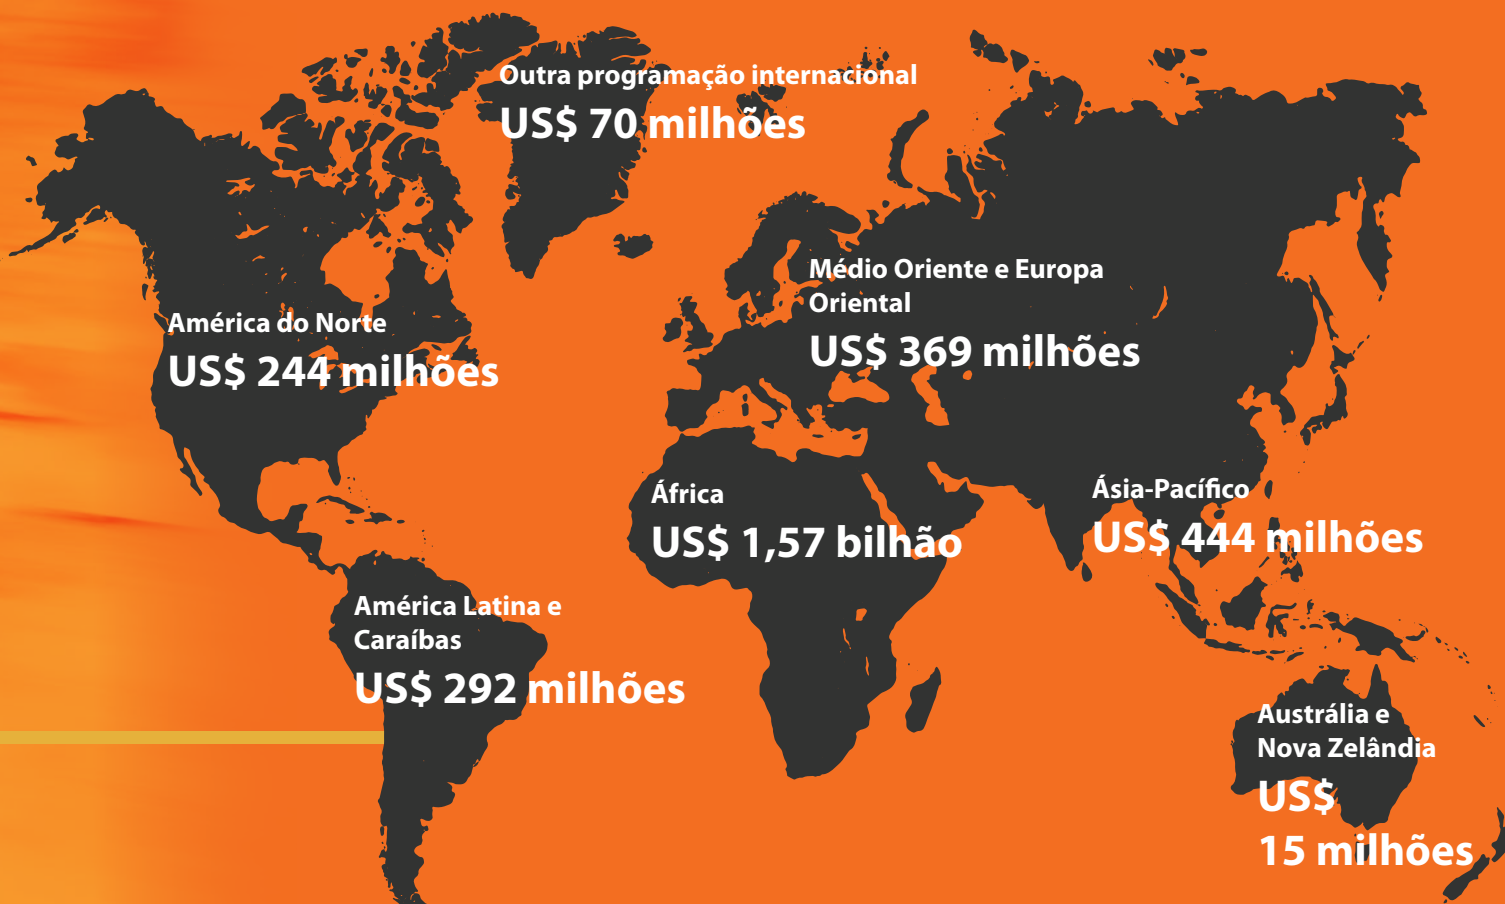 Outra programação internacional
US$ 70 milhões
Médio Oriente e Europa
Oriental
US$ 369 milhões
América do Norte
US$ 244 milhões
África
US$ 1,57 bilhão
Ásia-Pacífico
US$ 444 milhões
América Latina e
Caraíbas
US$ 292 milhões
Austrália e
Nova Zelândia
US$
15 milhões